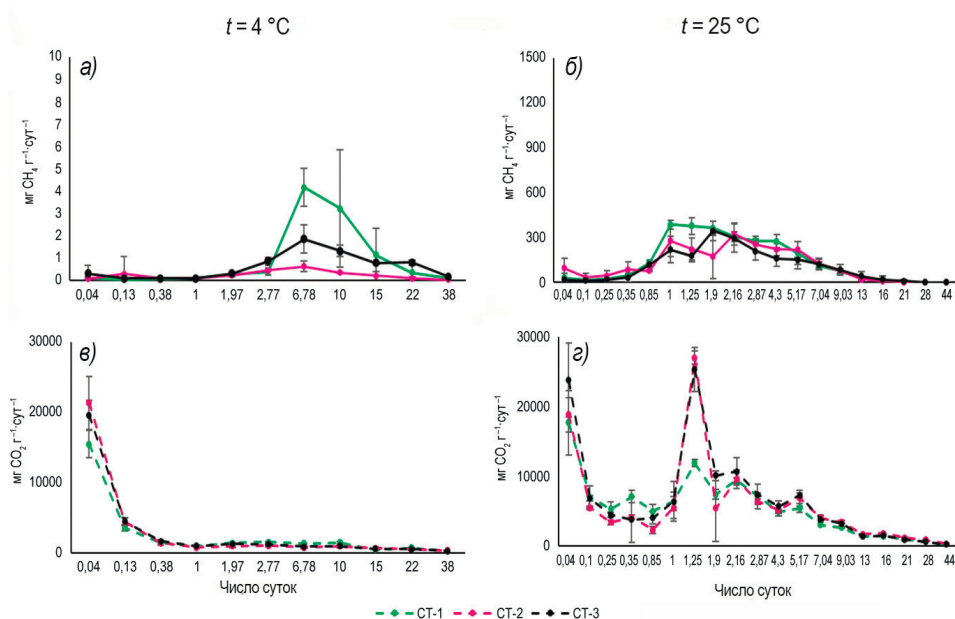 t = 4 °C
t = 25 °C
а)
мг CH₄ г⁻¹·сут⁻¹
10
9
8
7
6
5
4
3
2
1
0
0,04 0,13 0,38 1 1,97 2,77 6,78 10 15 22 38
б)
мг CH₄ г⁻¹·сут⁻¹
1500
1200
900
600
300
0
0,04 0,1 0,25 0,35 0,85 1 1,25 1,9 2,16 2,87 4,3 5,17 7,04 9,03 13 16 21 28 44
в)
мг CO₂ г⁻¹·сут⁻¹
30000
20000
10000
0
0,04 0,13 0,38 1 1,97 2,77 6,78 10 15 22 38
Число суток
г)
мг CO₂ г⁻¹·сут⁻¹
30000
20000
10000
0
0,04 0,1 0,25 0,35 0,85 1 1,25 1,9 2,16 2,87 4,3 5,17 7,04 9,03 13 16 21 28 44
Число суток
СТ-1 СТ-2 СТ-3